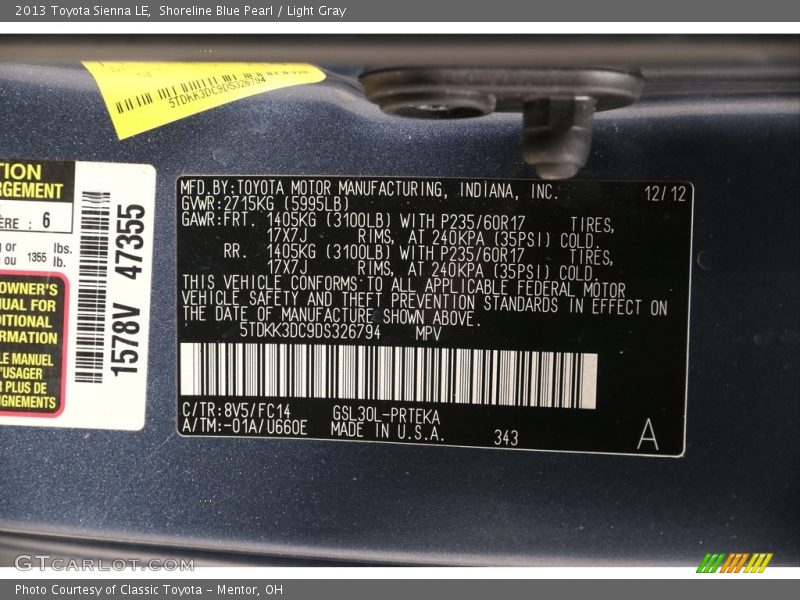 2013 Toyota Sienna LE, Shoreline Blue Pearl / Light Gray
5TDKK3DC9DS326794
TION
RGEMENT
ÈRE : 6
or
ou 1355 lbs.
lb.
OWNER'S
NUAL FOR
DITIONAL
RMATION
LE MANUEL
'USAGER
R PLUS DE
IGNEMENTS
1578V 47355
MFD.BY:TOYOTA MOTOR MANUFACTURING, INDIANA, INC. 12/12
GVWR:2715KG (5995LB)
GAWR:FRT. 1405KG (3100LB) WITH P235/60R17 TIRES,
17X7J RIMS, AT 240KPA (35PSI) COLD.
RR. 1405KG (3100LB) WITH P235/60R17 TIRES,
17X7J RIMS, AT 240KPA (35PSI) COLD.
THIS VEHICLE CONFORMS TO ALL APPLICABLE FEDERAL MOTOR
VEHICLE SAFETY AND THEFT PREVENTION STANDARDS IN EFFECT ON
THE DATE OF MANUFACTURE SHOWN ABOVE.
5TDKK3DC9DS326794 MPV
C/TR:8V5/FC14 GSL30L-PRTEKA
A/TM:-01A/U660E MADE IN U.S.A. 343 A
GTCARLOT.COM
Photo Courtesy of Classic Toyota - Mentor, OH